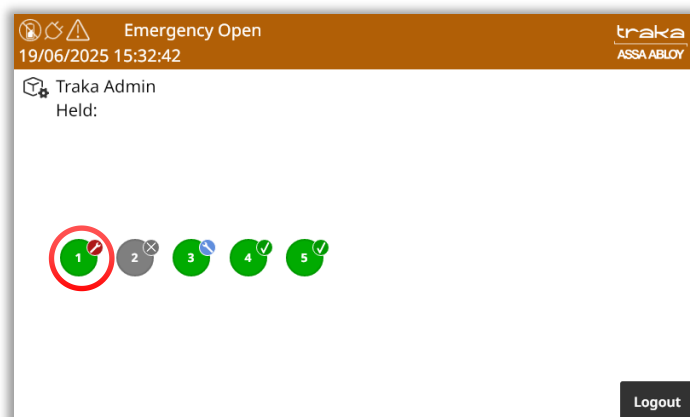 Emergency Open
19/06/2025 15:32:42
traka
ASSA ABLOY
Traka Admin
Held:
1 2 3 4 5
Logout